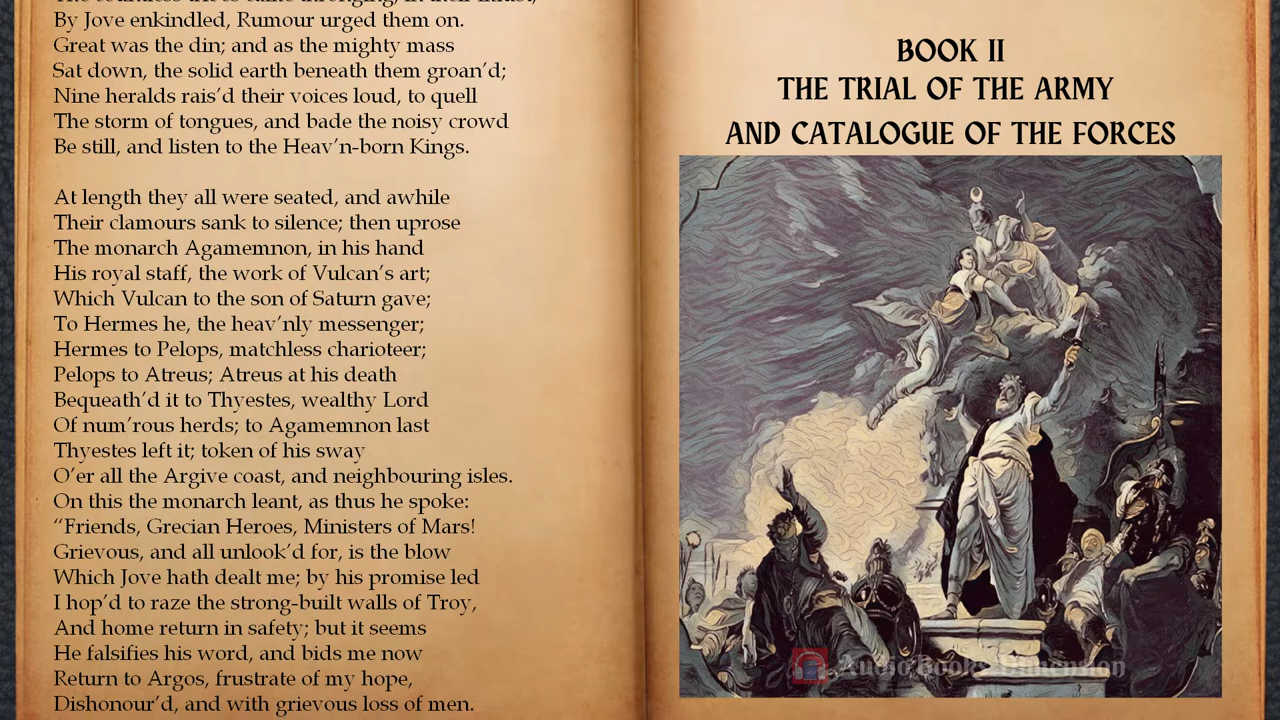 By Jove enkindled, Rumour urged them on.
Great was the din; and as the mighty mass
Sat down, the solid earth beneath them groan’d;
Nine heralds rais’d their voices loud, to quell
The storm of tongues, and bade the noisy crowd
Be still, and listen to the Heav’n-born Kings.
At length they all were seated, and awhile
Their clamours sank to silence; then uprose
The monarch Agamemnon, in his hand
His royal staff, the work of Vulcan’s art;
Which Vulcan to the son of Saturn gave;
To Hermes he, the heav’nly messenger;
Hermes to Pelops, matchless charioteer;
Pelops to Atreus; Atreus at his death
Bequeath’d it to Thyestes, wealthy Lord
Of num’rous herds; to Agamemnon last
Thyestes left it; token of his sway
O’er all the Argive coast, and neighbouring isles.
On this the monarch leant, as thus he spoke:
“Friends, Grecian Heroes, Ministers of Mars!
Grievous, and all unlook’d for, is the blow
Which Jove hath dealt me; by his promise led
I hop’d to raze the strong-built walls of Troy,
And home return in safety; but it seems
He falsifies his word, and bids me now
Return to Argos, frustrate of my hope,
Dishonour’d, and with grievous loss of men.
BOOK II
THE TRIAL OF THE ARMY
AND CATALOGUE OF THE FORCES
Audio Books Dimension